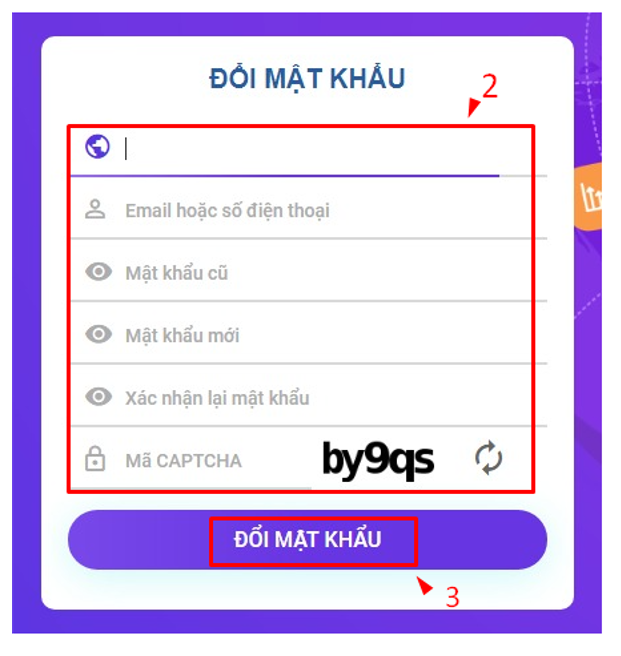 ĐỔI MẬT KHẨU
2
Email hoặc số điện thoại
Mật khẩu cũ
Mật khẩu mới
Xác nhận lại mật khẩu
Mã CAPTCHA by9qs
ĐỔI MẬT KHẨU
3